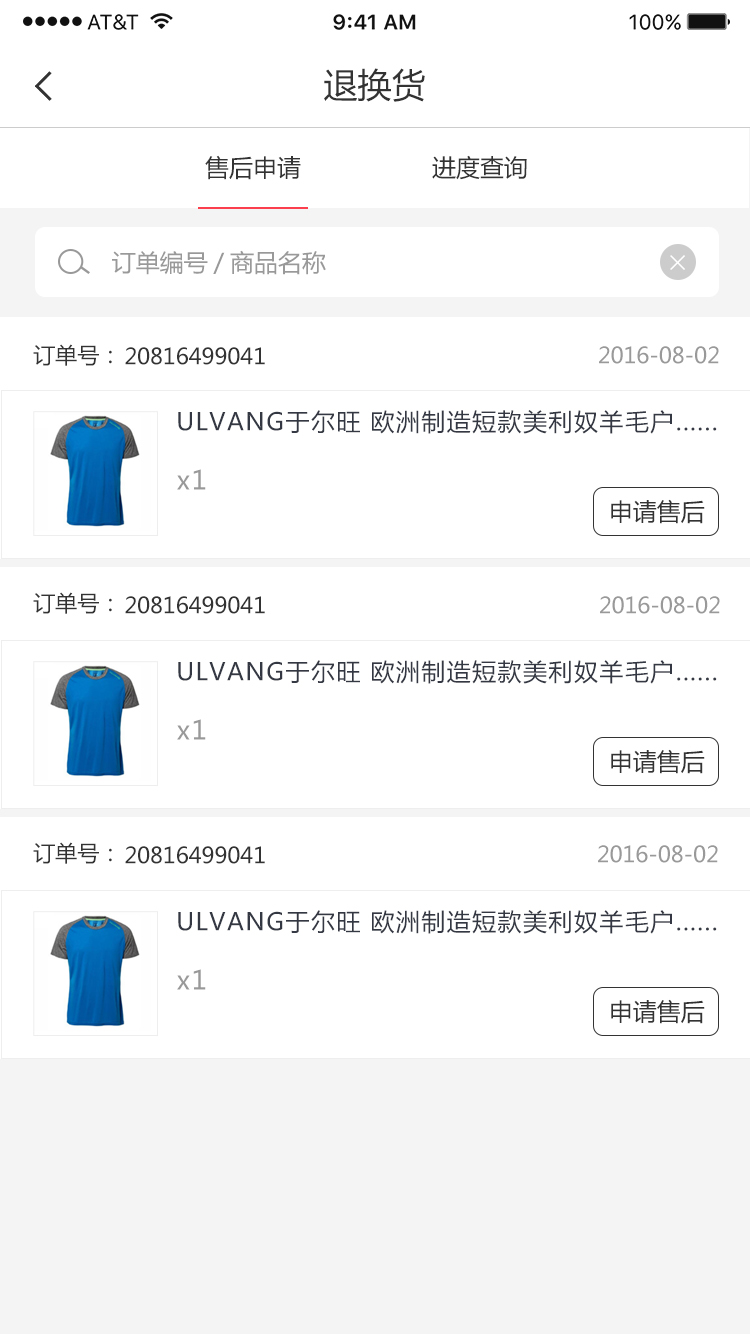 AT&T 9:41 AM 100%
退换货
售后申请 进度查询
订单编号 / 商品名称
订单号：20816499041 2016-08-02
ULVANG于尔旺 欧洲制造短款美利奴羊毛户......
x1
申请售后
订单号：20816499041 2016-08-02
ULVANG于尔旺 欧洲制造短款美利奴羊毛户......
x1
申请售后
订单号：20816499041 2016-08-02
ULVANG于尔旺 欧洲制造短款美利奴羊毛户......
x1
申请售后